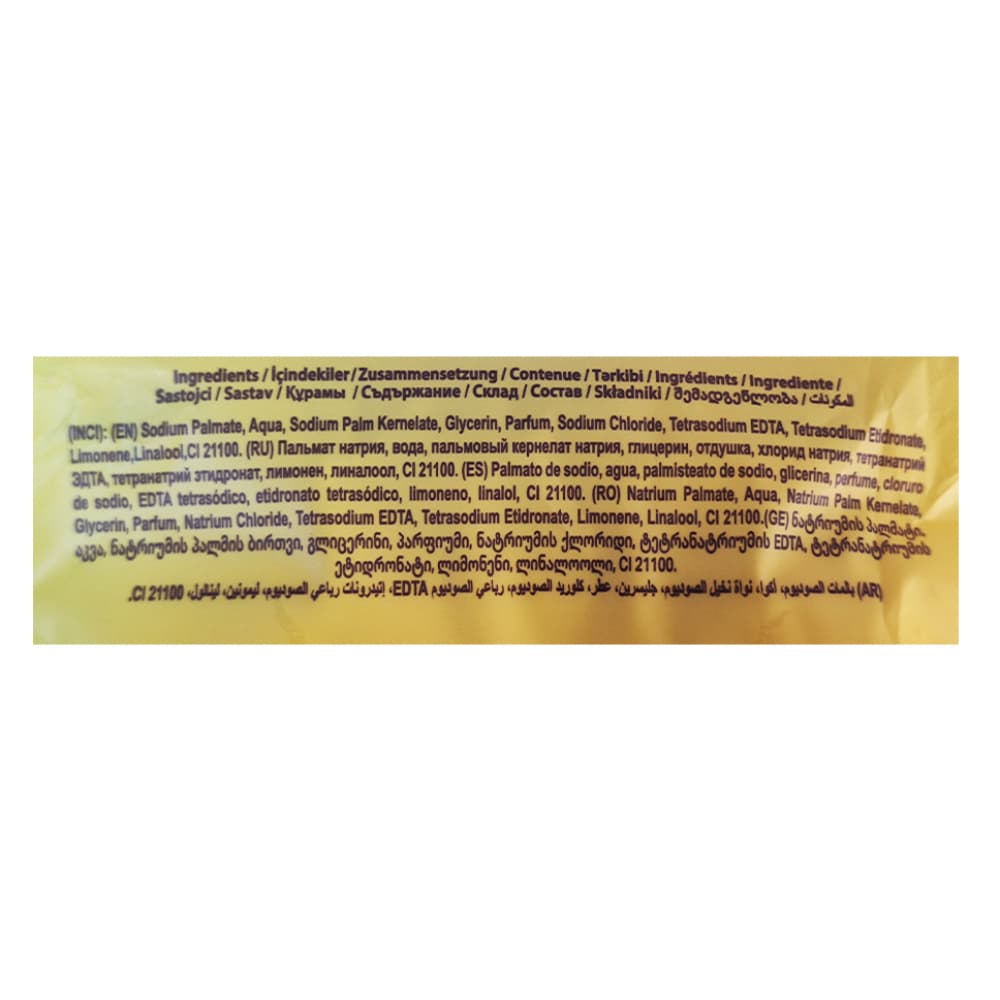 Ingredients / İçindekiler/Zusammensetzung / Contenue / Tərkibi / Ingrédients / Ingrediente /
Sastojci / Sastav / Құрамы / Съдържание / Склад / Состав / Składniki / შემადგენლობა / المكونات
(INCI): (EN) Sodium Palmate, Aqua, Sodium Palm Kernelate, Glycerin, Parfum, Sodium Chloride, Tetrasodium EDTA, Tetrasodium Etidronate,
Limonene,Linalool,CI 21100. (RU) Пальмат натрия, вода, пальмовый кернелат натрия, глицерин, отдушка, хлорид натрия, тетранатрий
ЭДТА, тетранатрий этидронат, лимонен, линалоол, CI 21100. (ES) Palmato de sodio, agua, palmisteato de sodio, glicerina, perfume, cloruro
de sodio, EDTA tetrasódico, etidronato tetrasódico, limoneno, linalol, CI 21100. (RO) Natrium Palmate, Aqua, Natrium Palm Kernelate,
Glycerin, Parfum, Natrium Chloride, Tetrasodium EDTA, Tetrasodium Etidronate, Limonene, Linalool, CI 21100.(GE) ნატრიუმის პალმატი,
აკვა, ნატრიუმის პალმის ბირთვი, გლიცერინი, პარფიუმი, ნატრიუმის ქლორიდი, ტეტრანატრიუმის EDTA, ტეტრანატრიუმის
ეტიდრონატი, ლიმონენი, ლინალოოლი, CI 21100.
(AR) بالمات الصوديوم، أكوا، نواة نخيل الصوديوم، جليسرين، عطر، كلوريد الصوديوم، رباعي الصوديوم EDTA، إتيدرونات رباعي الصوديوم، ليمونين، لينالول، CI 21100.